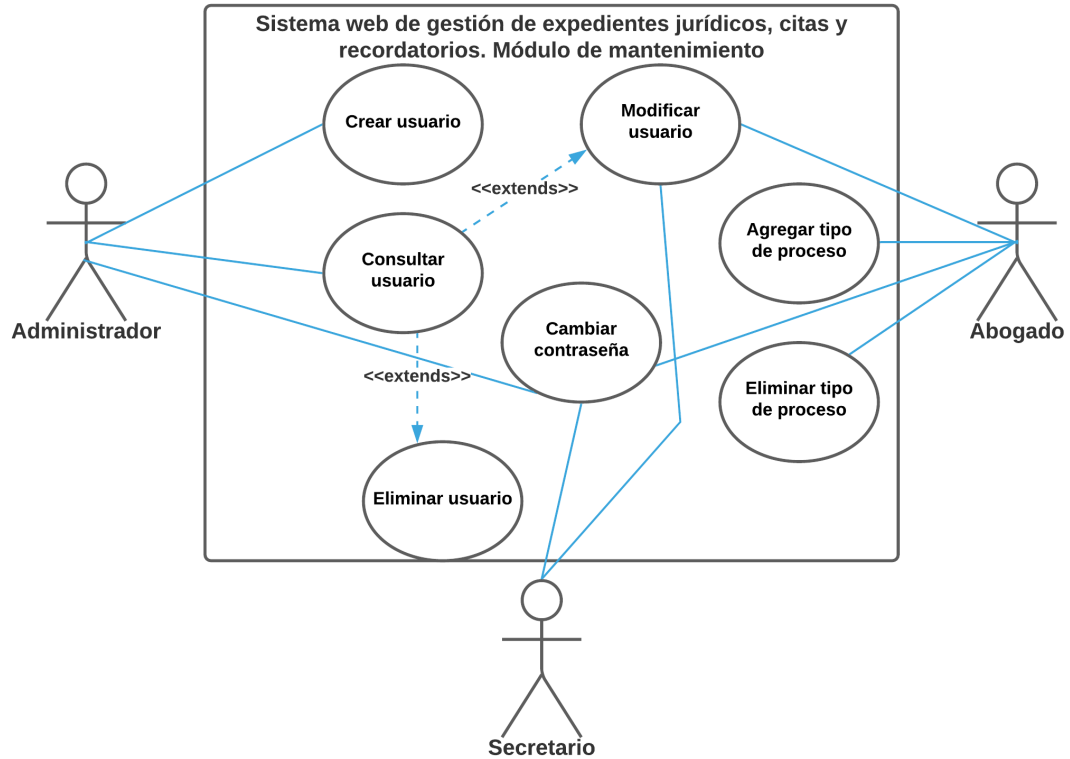 Sistema web de gestión de expedientes jurídicos, citas y
recordatorios. Módulo de mantenimiento
Crear usuario
Modificar
usuario
<<extends>>
Agregar tipo
de proceso
Consultar
usuario
Administrador
Abogado
Cambiar
contraseña
<<extends>>
Eliminar tipo
de proceso
Eliminar usuario
Secretario